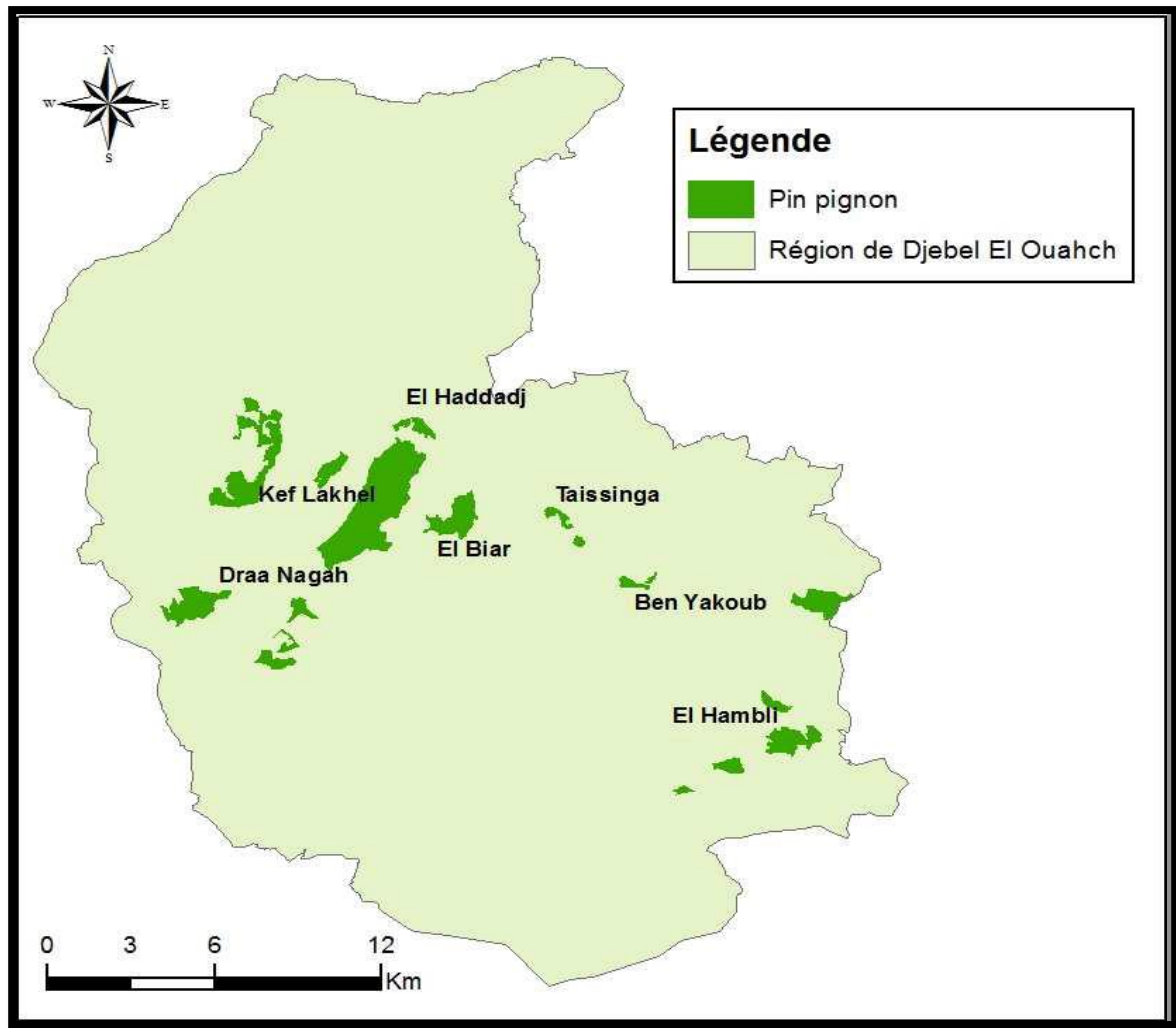 N
W E
S
Légende
Pin pignon
Région de Djebel El Ouahch
El Haddadj
Kef Lakhel
Taissinga
El Biar
Draa Nagah
Ben Yakoub
El Hambli
0 3 6 12
Km